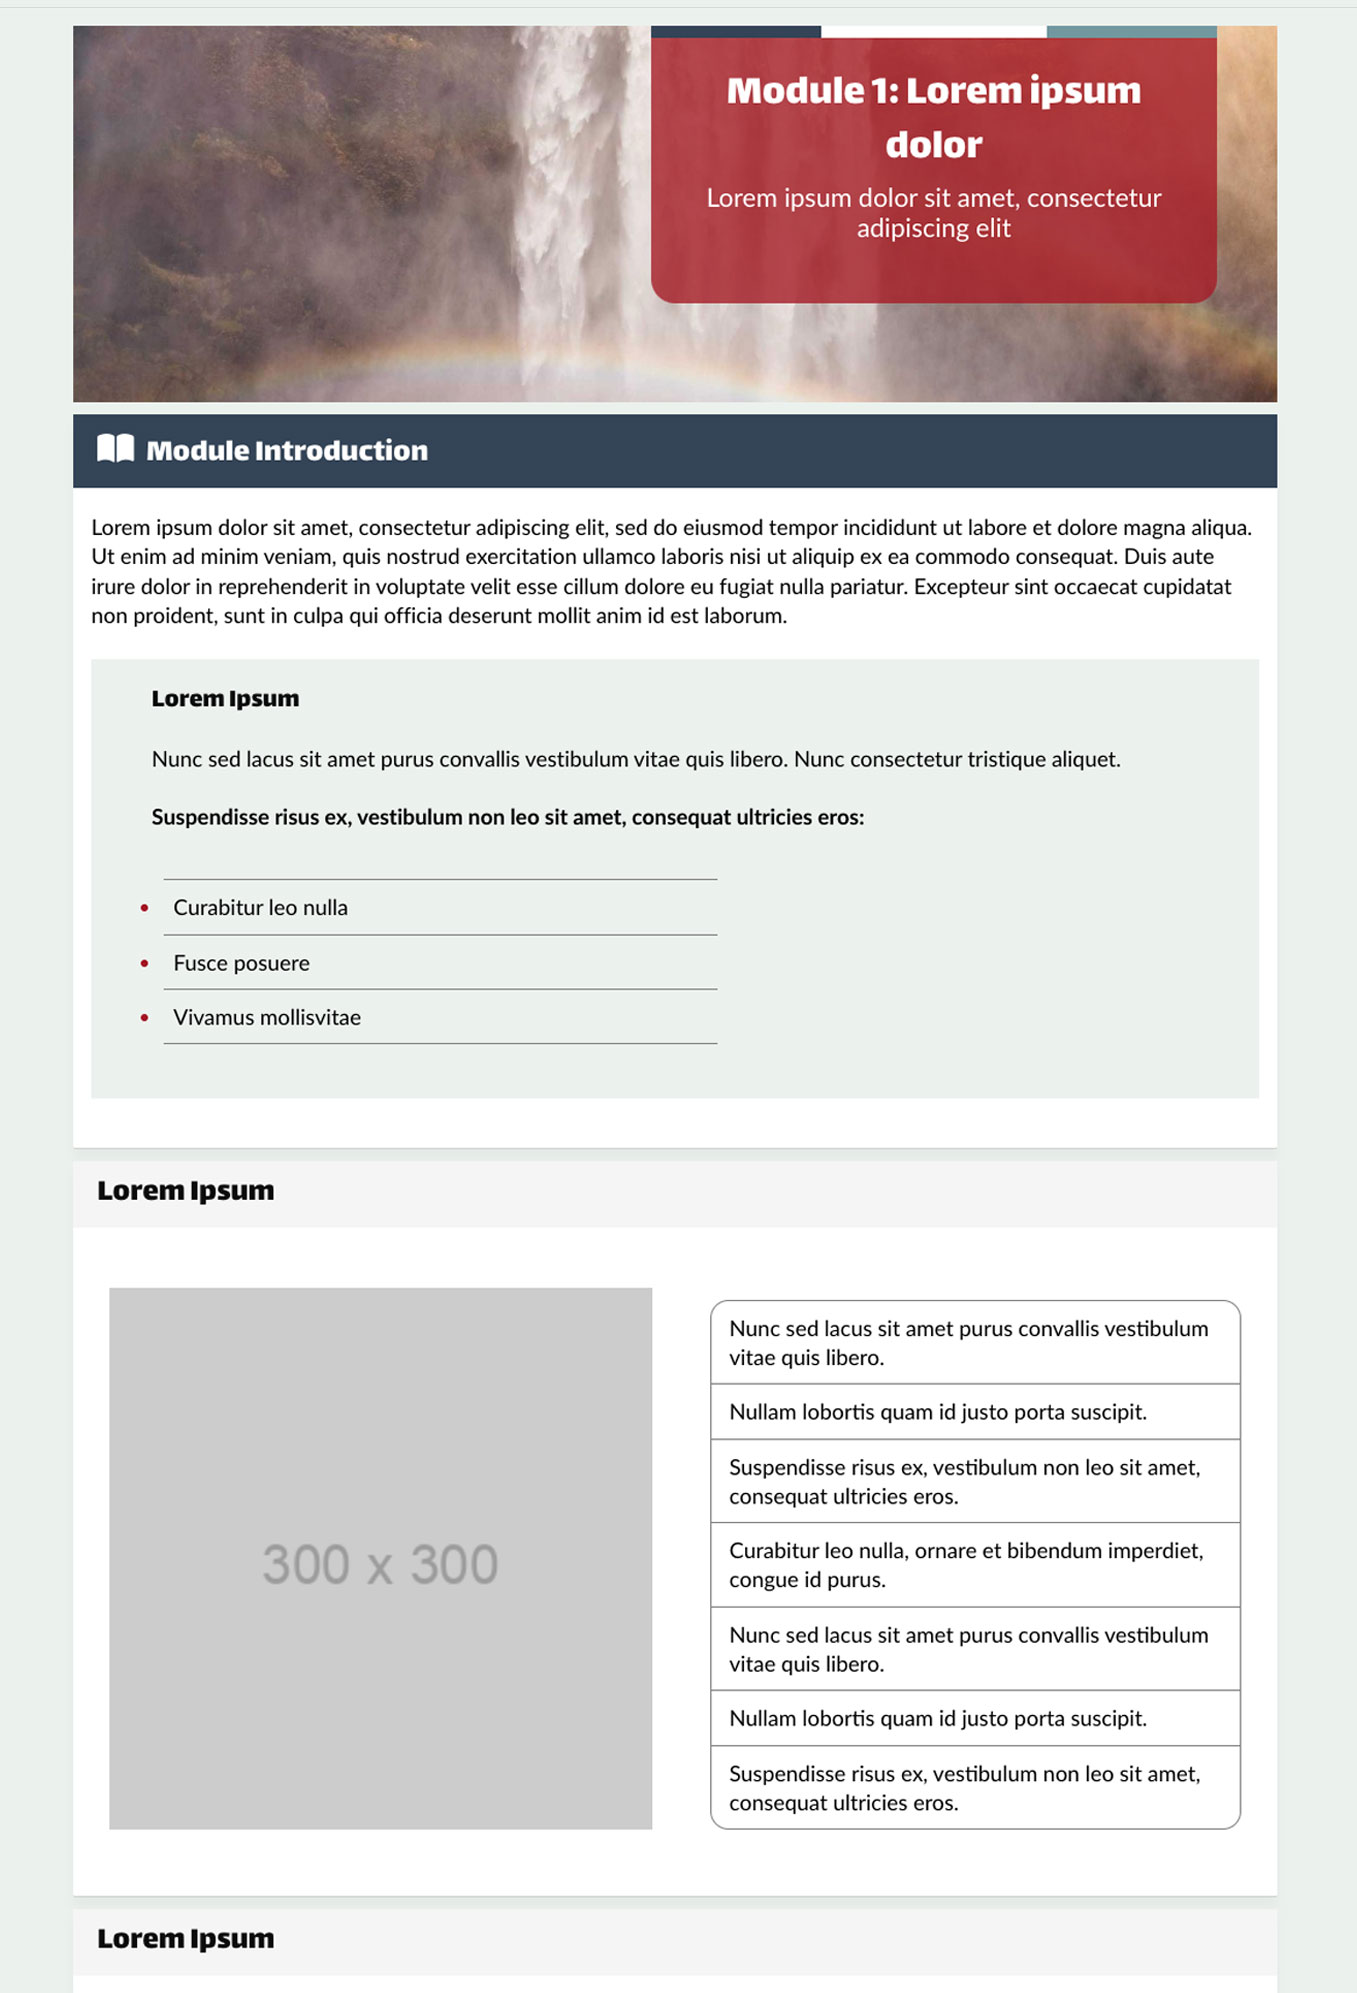 Module 1: Lorem ipsum
dolor
Lorem ipsum dolor sit amet, consectetur
adipiscing elit
Module Introduction
Lorem ipsum dolor sit amet, consectetur adipiscing elit, sed do eiusmod tempor incididunt ut labore et dolore magna aliqua.
Ut enim ad minim veniam, quis nostrud exercitation ullamco laboris nisi ut aliquip ex ea commodo consequat. Duis aute
irure dolor in reprehenderit in voluptate velit esse cillum dolore eu fugiat nulla pariatur. Excepteur sint occaecat cupidatat
non proident, sunt in culpa qui officia deserunt mollit anim id est laborum.
Lorem Ipsum
Nunc sed lacus sit amet purus convallis vestibulum vitae quis libero. Nunc consectetur tristique aliquet.
Suspendisse risus ex, vestibulum non leo sit amet, consequat ultricies eros:
• Curabitur leo nulla
• Fusce posuere
• Vivamus mollisvitae
Lorem Ipsum
300 x 300
Nunc sed lacus sit amet purus convallis vestibulum
vitae quis libero.
Nullam lobortis quam id justo porta suscipit.
Suspendisse risus ex, vestibulum non leo sit amet,
consequat ultricies eros.
Curabitur leo nulla, ornare et bibendum imperdiet,
congue id purus.
Nunc sed lacus sit amet purus convallis vestibulum
vitae quis libero.
Nullam lobortis quam id justo porta suscipit.
Suspendisse risus ex, vestibulum non leo sit amet,
consequat ultricies eros.
Lorem Ipsum